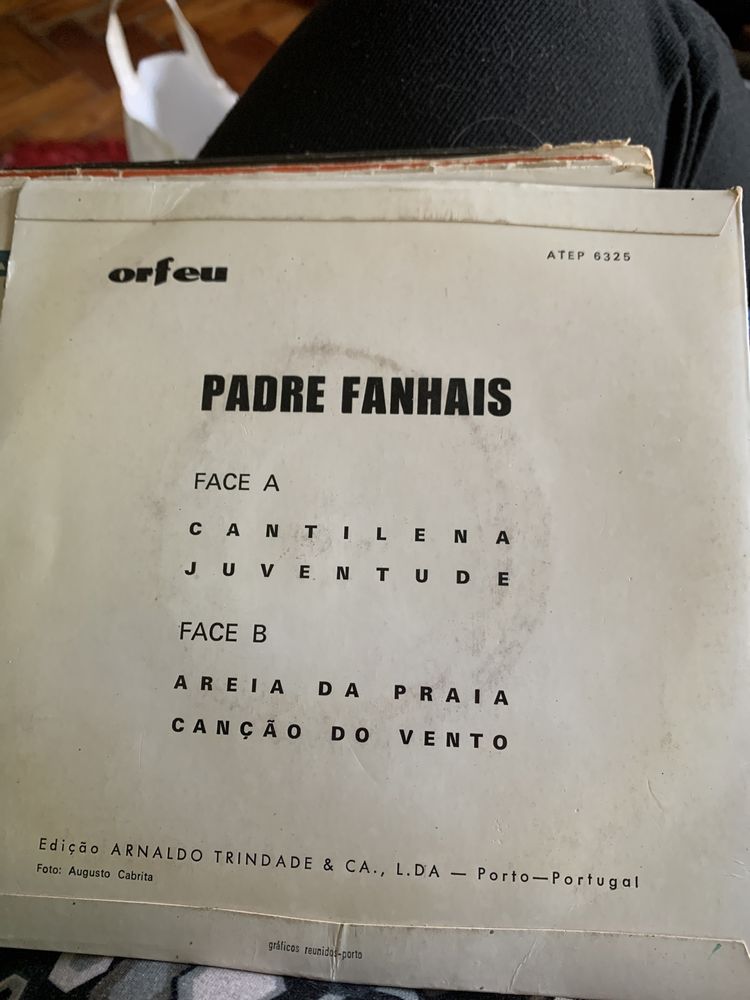 orfeu
ATEP 6325
PADRE FANHAIS
FACE A
CANTILENA
JUVENTUDE
FACE B
AREIA DA PRAIA
CANÇÃO DO VENTO
Edição ARNALDO TRINDADE & CA., L.DA — Porto—Portugal
Foto: Augusto Cabrita
gráficos reunidos-porto